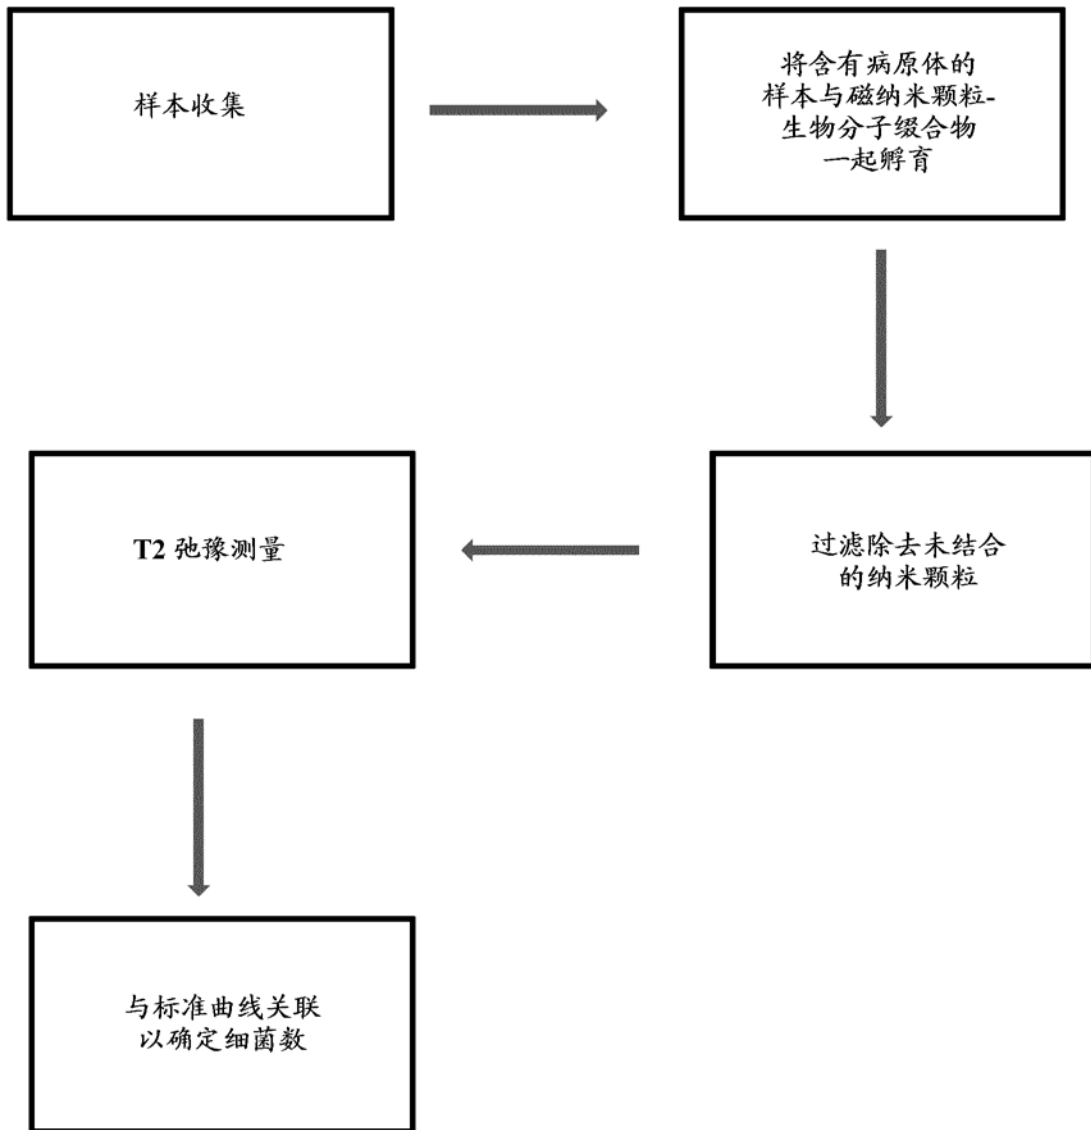 样本收集
将含有病原体的
样本与磁纳米颗粒-
生物分子缀合物
一起孵育
过滤除去未结合
的纳米颗粒
T2 弛豫测量
与标准曲线关联
以确定细菌数